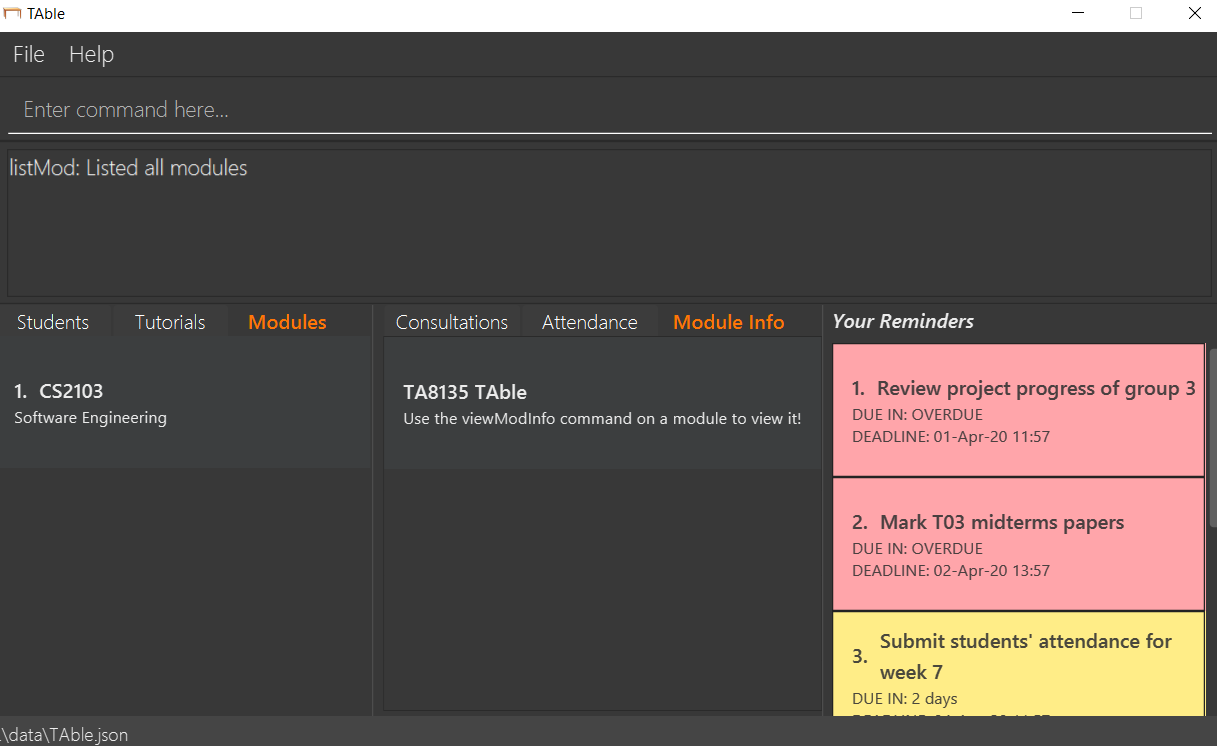 TAble
File Help
Enter command here...
listMod: Listed all modules
Students Tutorials Modules
1. CS2103
Software Engineering
Consultations Attendance Module Info
TA8135 TAble
Use the viewModInfo command on a module to view it!
Your Reminders
1. Review project progress of group 3
DUE IN: OVERDUE
DEADLINE: 01-Apr-20 11:57
2. Mark T03 midterms papers
DUE IN: OVERDUE
DEADLINE: 02-Apr-20 13:57
3. Submit students' attendance for
week 7
DUE IN: 2 days
.\data\TAble.json